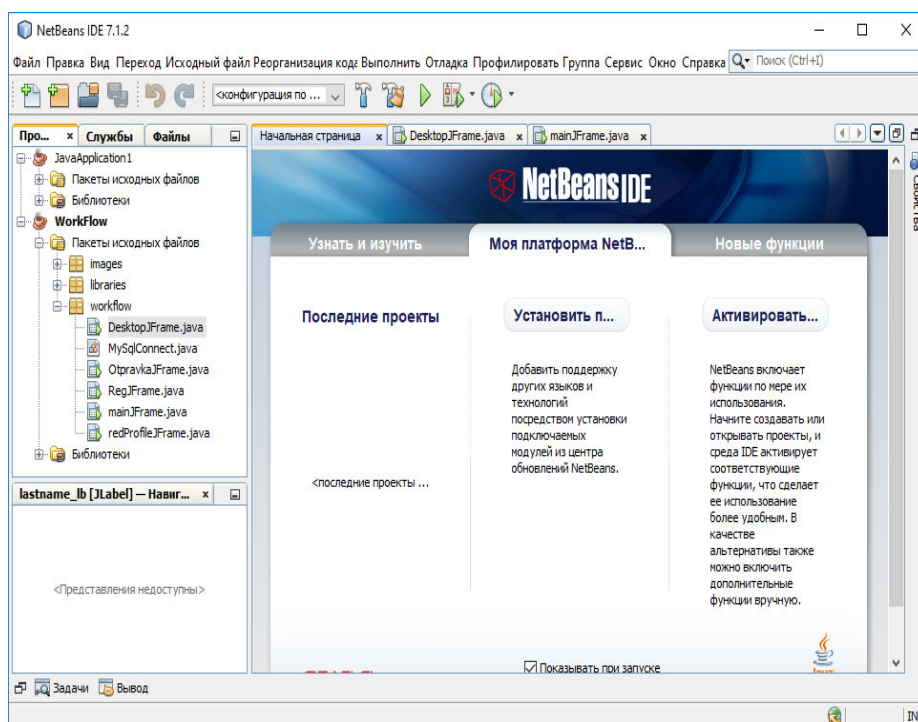 NetBeans IDE 7.1.2
Файл Правка Вид Переход Исходный файл Реорганизация кода Выполнить Отладка Профилировать Группа Сервис Окно Справка Поиск (Ctrl+I)
<конфигурация по ...
Про... x Службы Файлы
JavaApplication1
Пакеты исходных файлов
Библиотеки
WorkFlow
Пакеты исходных файлов
images
libraries
workflow
DesktopJFrame.java
MySqlConnect.java
OtpravkaJFrame.java
RegJFrame.java
mainJFrame.java
redProfileJFrame.java
Библиотеки
lastname_lb [JLabel] — Навиг... x
<Представления недоступны>
Начальная страница x DesktopJFrame.java x mainJFrame.java x
NetBeans IDE
Узнать и изучить Моя платформа NetB... Новые функции
Последние проекты
<последние проекты ...
Установить п...
Добавить поддержку
других языков и
технологий
посредством установки
подключаемых
модулей из центра
обновлений NetBeans.
Активировать...
NetBeans включает
функции по мере их
использования.
Начните создавать или
открывать проекты, и
среда IDE активирует
соответствующие
функции, что сделает
ее использование
более удобным. В
качестве
альтернативы также
можно включить
дополнительные
функции вручную.
Показывать при запуске
Java
Свойства
Задачи Вывод
IN